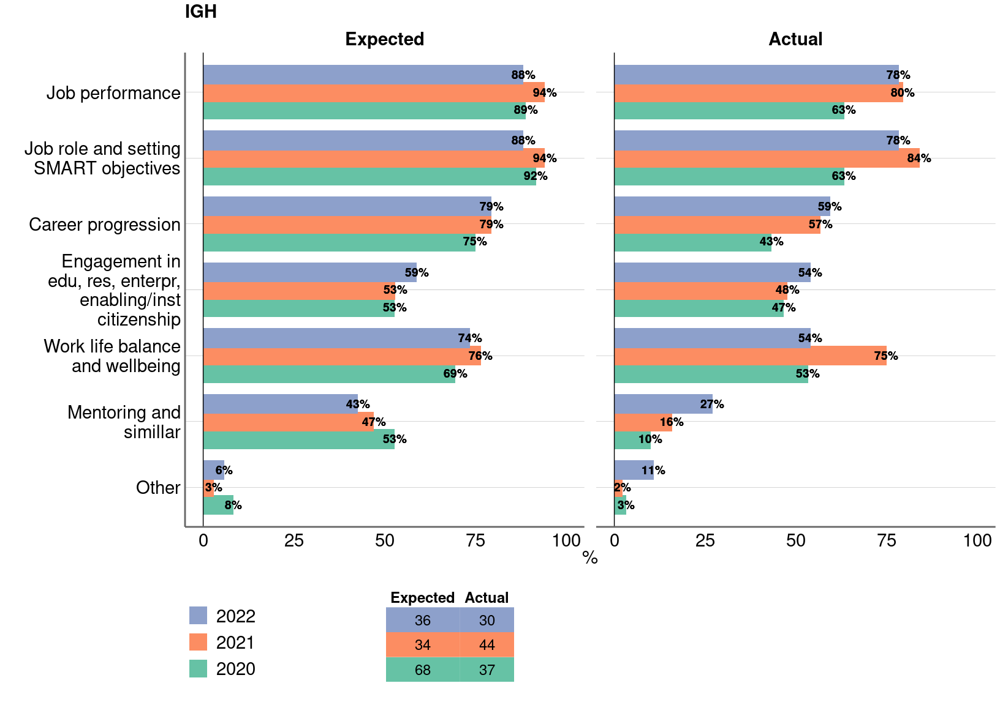 IGH
Expected
Actual
Job performance
88%
94%
89%
78%
80%
63%
Job role and setting
SMART objectives
88%
94%
92%
78%
84%
63%
Career progression
79%
79%
75%
59%
57%
43%
Engagement in
edu, res, enterpr,
enabling/inst
citizenship
59%
53%
53%
54%
48%
47%
Work life balance
and wellbeing
74%
76%
69%
54%
75%
53%
Mentoring and
simillar
43%
47%
53%
27%
16%
10%
Other
6%
3%
8%
11%
2%
3%
0 25 50 75 100
0 25 50 75 100
%
2022
2021
2020
Expected Actual
36 30
34 44
68 37